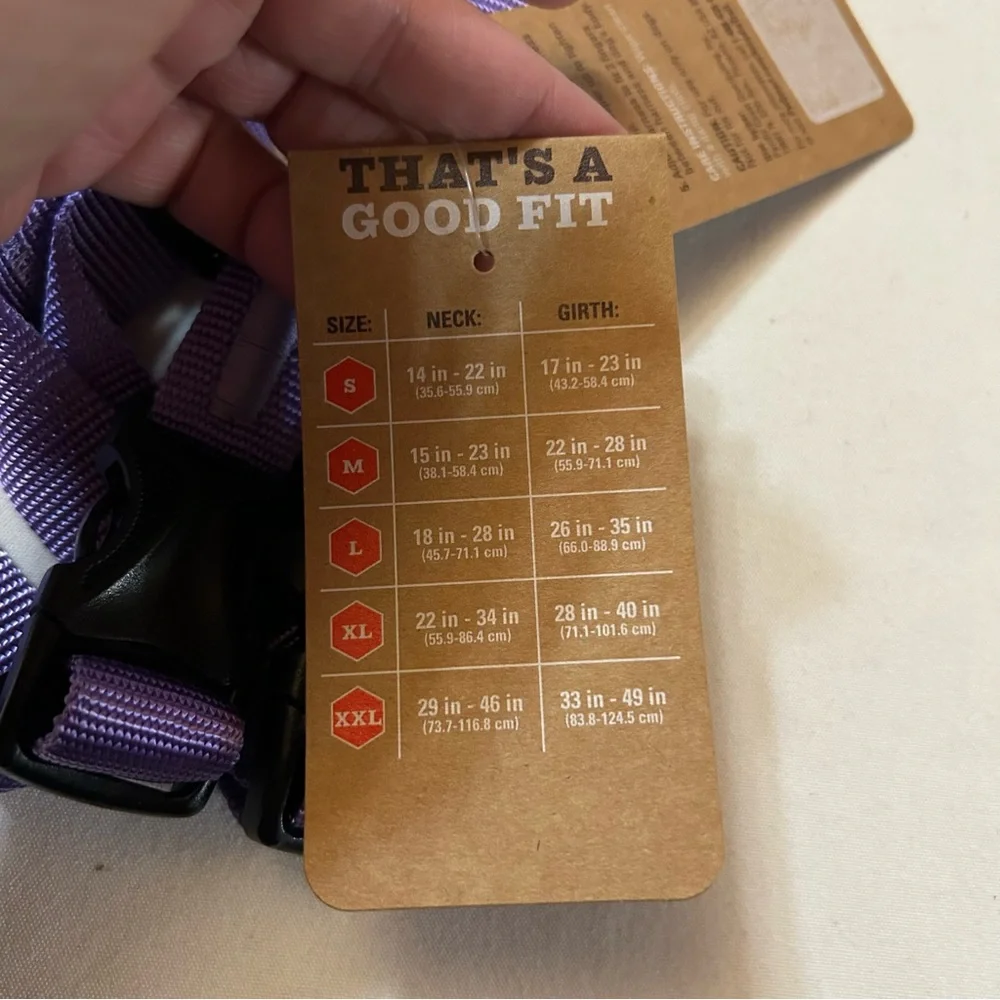 THAT'S A
GOOD FIT
SIZE: NECK: GIRTH:
S 14 in - 22 in 17 in - 23 in
(35.6-55.9 cm) (43.2-58.4 cm)
M 15 in - 23 in 22 in - 28 in
(38.1-58.4 cm) (55.9-71.1 cm)
L 18 in - 28 in 26 in - 35 in
(45.7-71.1 cm) (66.0-88.9 cm)
XL 22 in - 34 in 28 in - 40 in
(55.9-86.4 cm) (71.1-101.6 cm)
XXL 29 in - 46 in 33 in - 49 in
(73.7-116.8 cm) (83.8-124.5 cm)